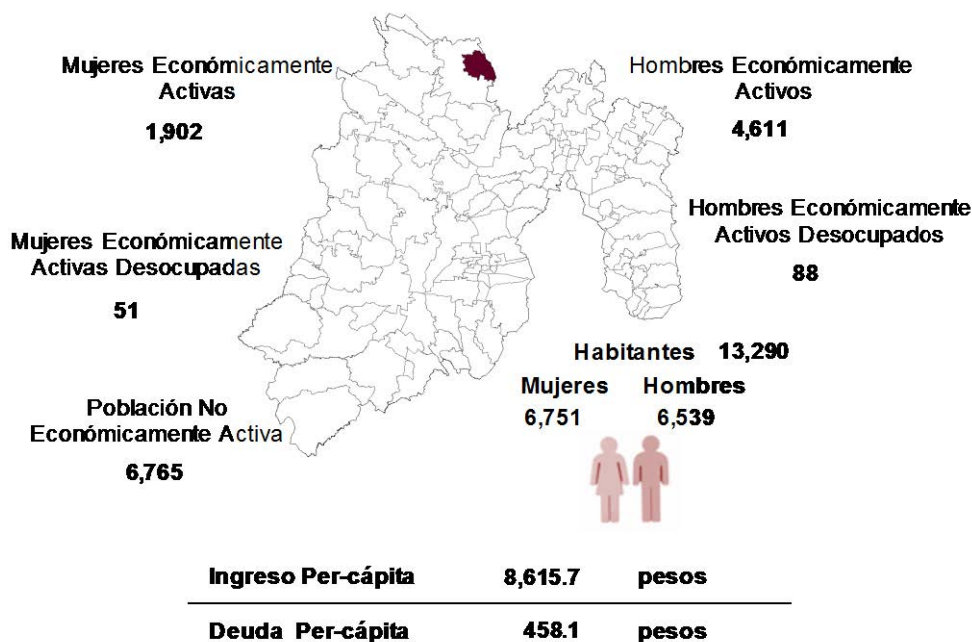 Mujeres Económicamente
Activas
1,902
Hombres Económicamente
Activos
4,611
Mujeres Económicamente
Activas Desocupadas
51
Hombres Económicamente
Activos Desocupados
88
Habitantes 13,290
Mujeres Hombres
6,751 6,539
Población No
Económicamente Activa
6,765
Ingreso Per-cápita 8,615.7 pesos
Deuda Per-cápita 458.1 pesos